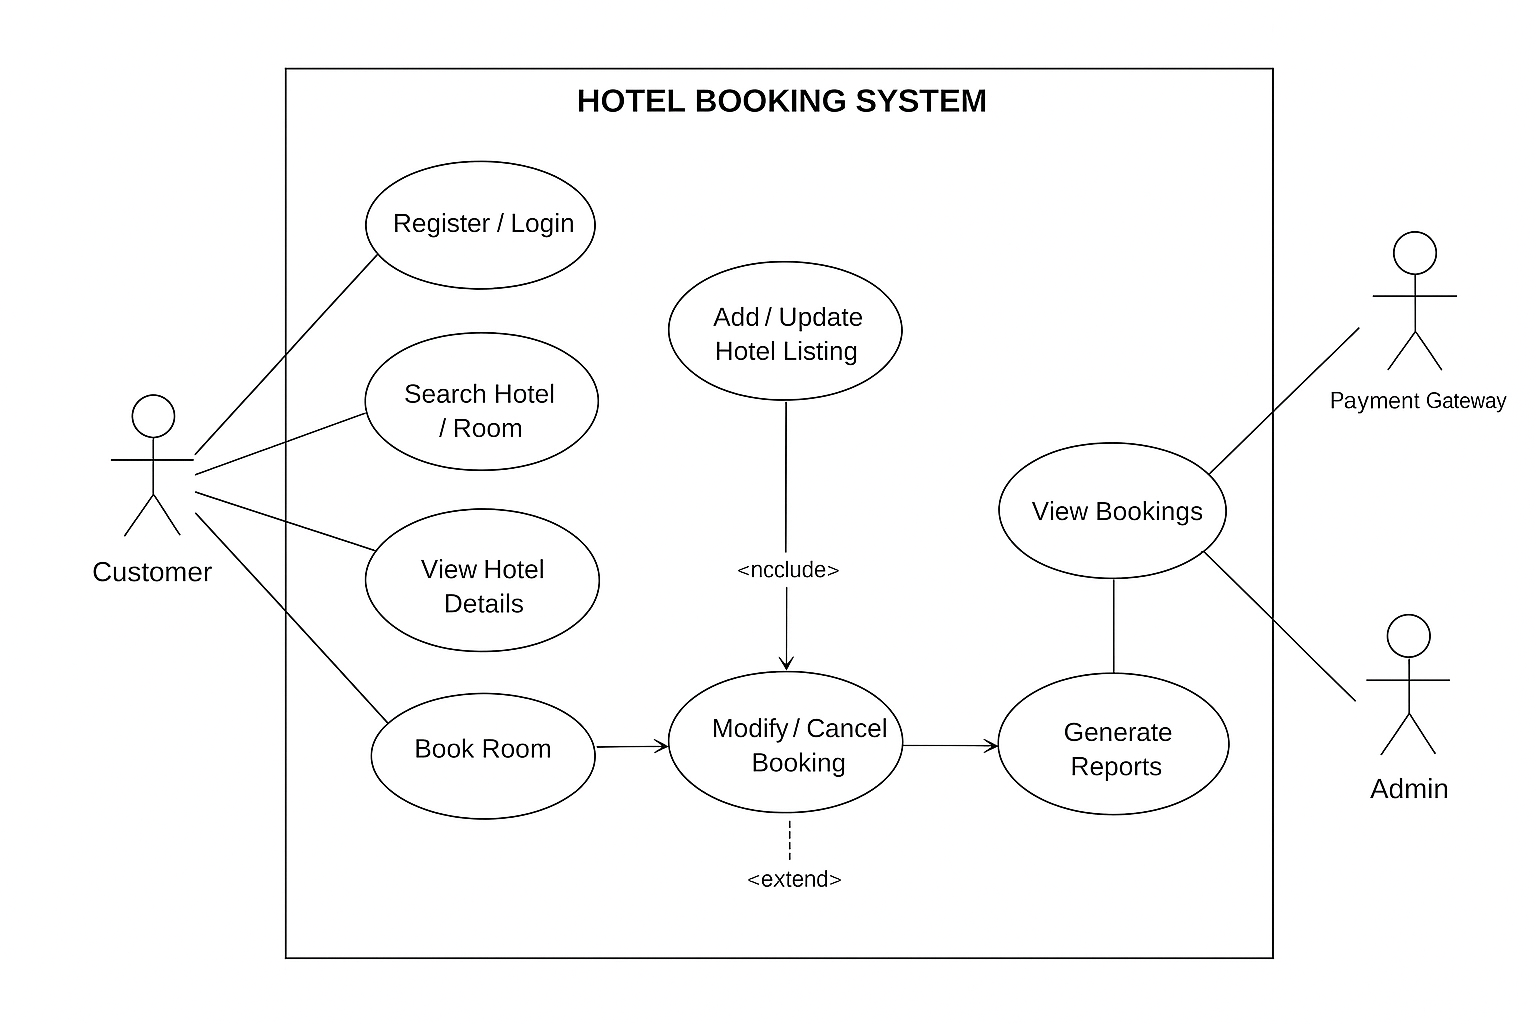 HOTEL BOOKING SYSTEM
Register / Login
Add / Update
Hotel Listing
Search Hotel
/ Room
Payment Gateway
View Bookings
Customer
View Hotel
Details
<ncclude>
Book Room
Modify / Cancel
Booking
Generate
Reports
Admin
<extend>